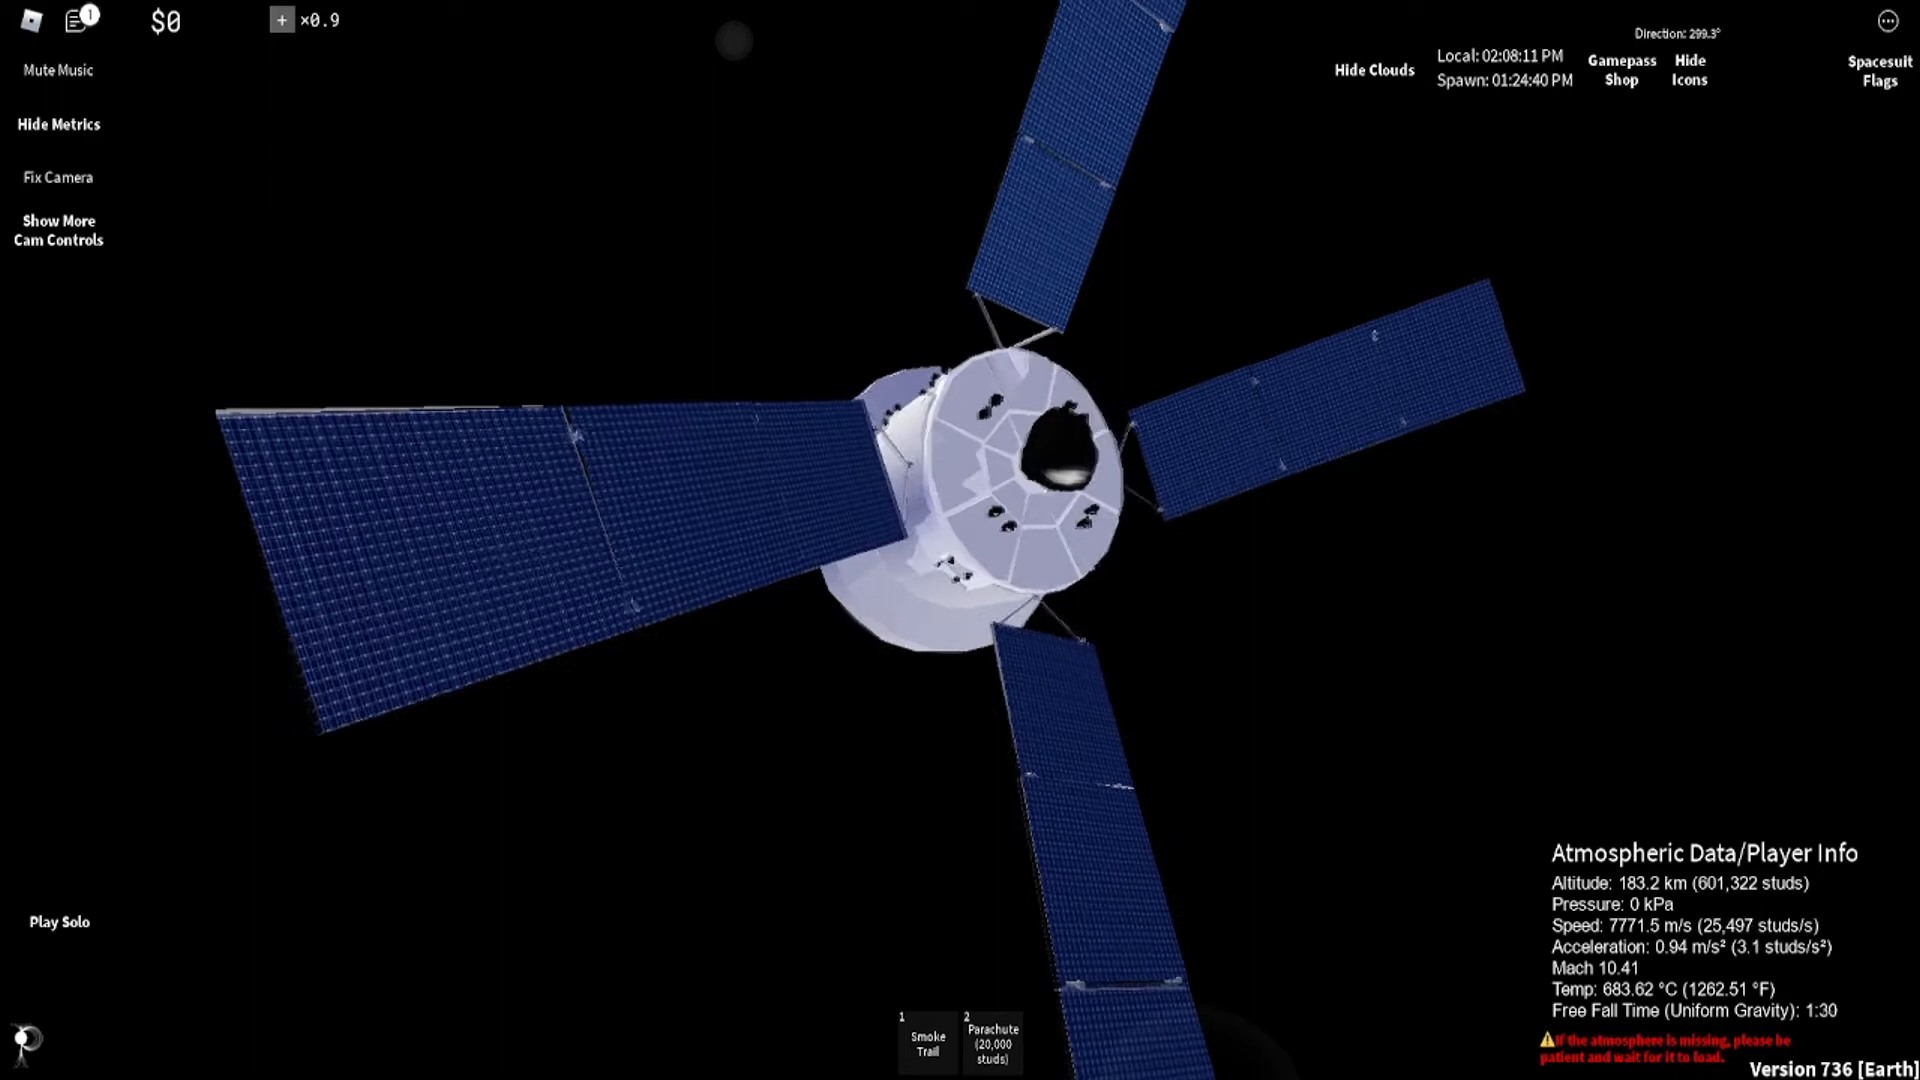 1
$0
+ ×0.9
Mute Music
Hide Metrics
Fix Camera
Show More
Cam Controls
Play Solo
Hide Clouds
Local: 02:08:11 PM
Spawn: 01:24:40 PM
Direction: 299.3°
Gamepass
Shop
Hide
Icons
Spacesuit
Flags
1
Smoke
Trail
2
Parachute
(20,000
studs)
Atmospheric Data/Player Info
Altitude: 183.2 km (601,322 studs)
Pressure: 0 kPa
Speed: 7771.5 m/s (25,497 studs/s)
Acceleration: 0.94 m/s² (3.1 studs/s²)
Mach 10.41
Temp: 683.62 °C (1262.51 °F)
Free Fall Time (Uniform Gravity): 1:30
⚠️If the atmosphere is missing, please be
patient and wait for it to load.
Version 736 [Earth]